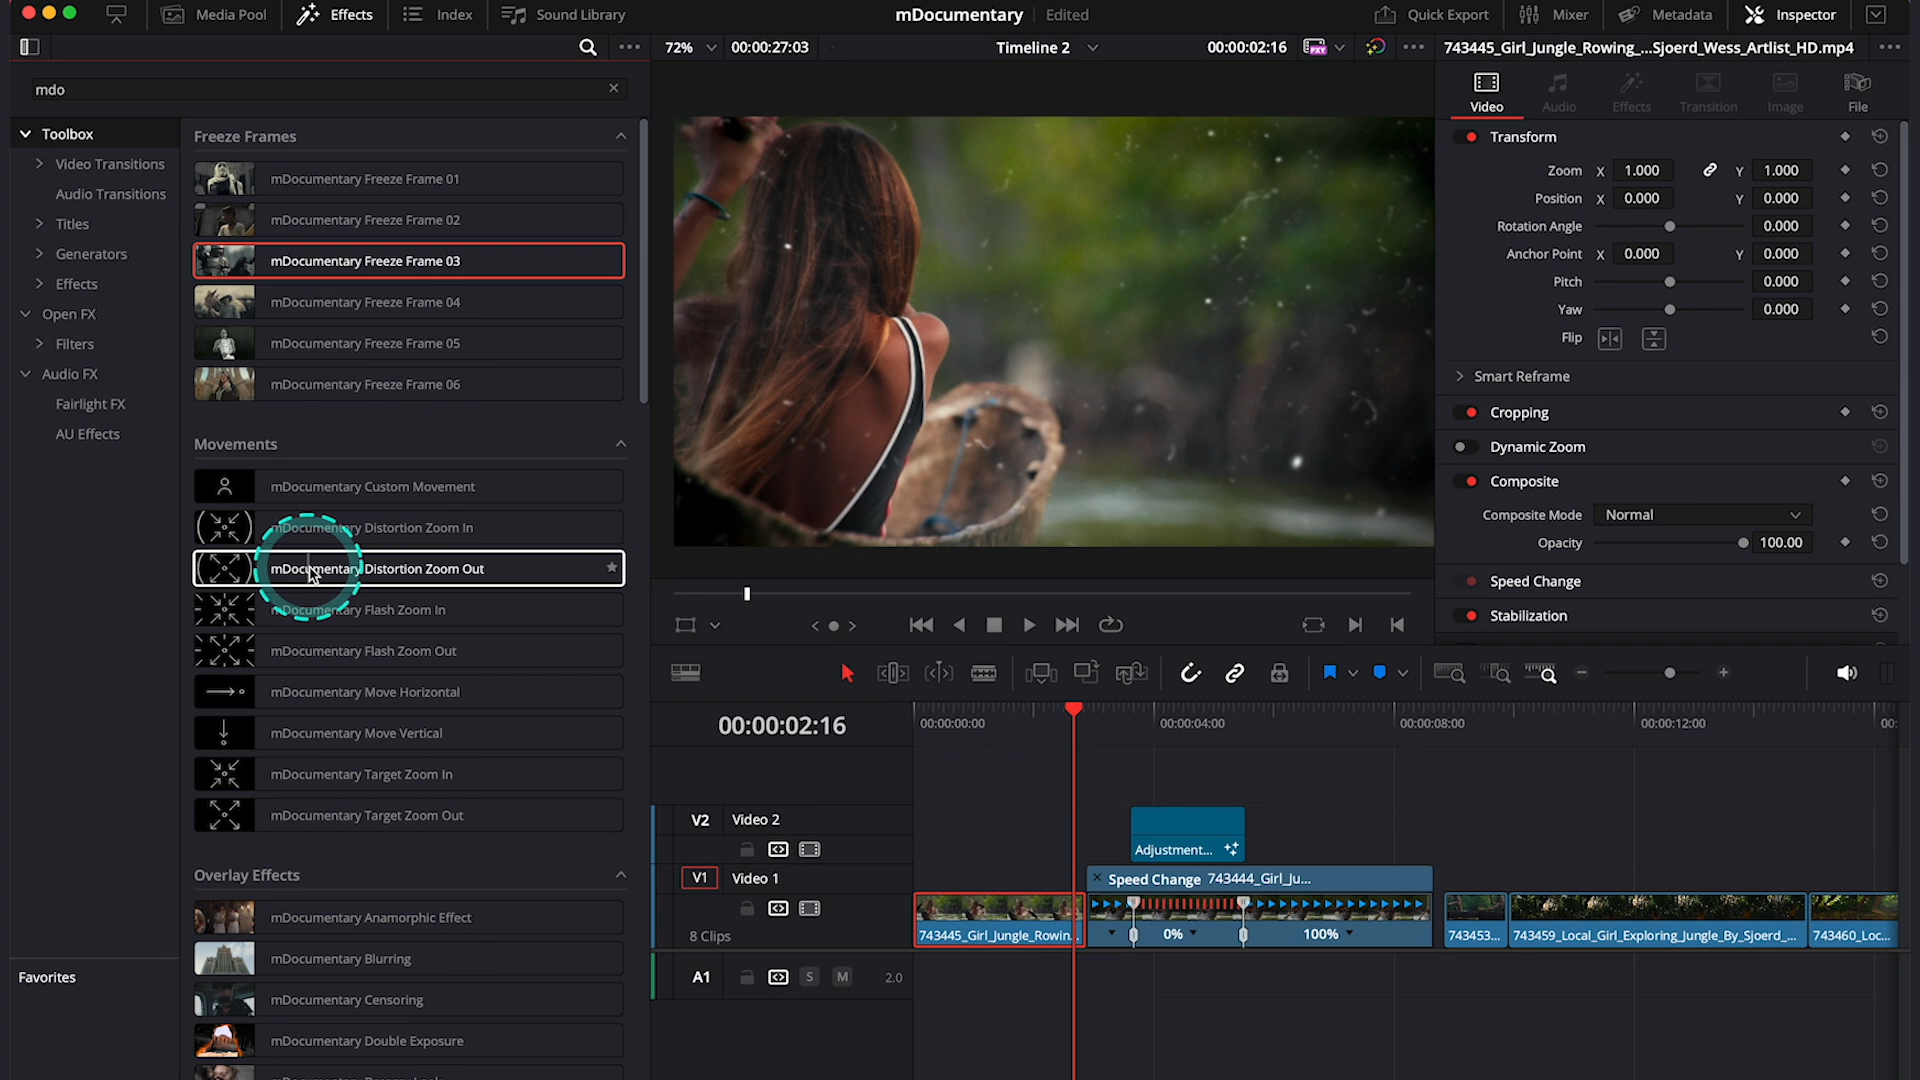 Media Pool Effects Index Sound Library mDocumentary Edited Quick Export Mixer Metadata Inspector
72% 00:00:27:03 Timeline 2 00:00:02:16 PXY 743445_Girl_Jungle_Rowing_...Sjoerd_Wess_Artlist_HD.mp4
mdo
Video Audio Effects Transition Image File
Toolbox
Video Transitions
Audio Transitions
Titles
Generators
Effects
Open FX
Filters
Audio FX
Fairlight FX
AU Effects
Favorites
Freeze Frames
mDocumentary Freeze Frame 01
mDocumentary Freeze Frame 02
mDocumentary Freeze Frame 03
mDocumentary Freeze Frame 04
mDocumentary Freeze Frame 05
mDocumentary Freeze Frame 06
Movements
mDocumentary Custom Movement
mDocumentary Distortion Zoom In
mDocumentary Distortion Zoom Out
mDocumentary Flash Zoom In
mDocumentary Flash Zoom Out
mDocumentary Move Horizontal
mDocumentary Move Vertical
mDocumentary Target Zoom In
mDocumentary Target Zoom Out
Overlay Effects
mDocumentary Anamorphic Effect
mDocumentary Blurring
mDocumentary Censoring
mDocumentary Double Exposure
Transform
Zoom X 1.000 Y 1.000
Position X 0.000 Y 0.000
Rotation Angle 0.000
Anchor Point X 0.000 Y 0.000
Pitch 0.000
Yaw 0.000
Flip
Smart Reframe
Cropping
Dynamic Zoom
Composite
Composite Mode Normal
Opacity 100.00
Speed Change
Stabilization
00:00:02:16 00:00:00:00 00:00:04:00 00:00:08:00 00:00:12:00 00:
V2 Video 2
Adjustment...
V1 Video 1
Speed Change 743444_Girl_Ju...
8 Clips 743445_Girl_Jungle_Rowin... 0% 100% 743453... 743459_Local_Girl_Exploring_Jungle_By_Sjoerd_... 743460_Loc...
A1 S M 2.0